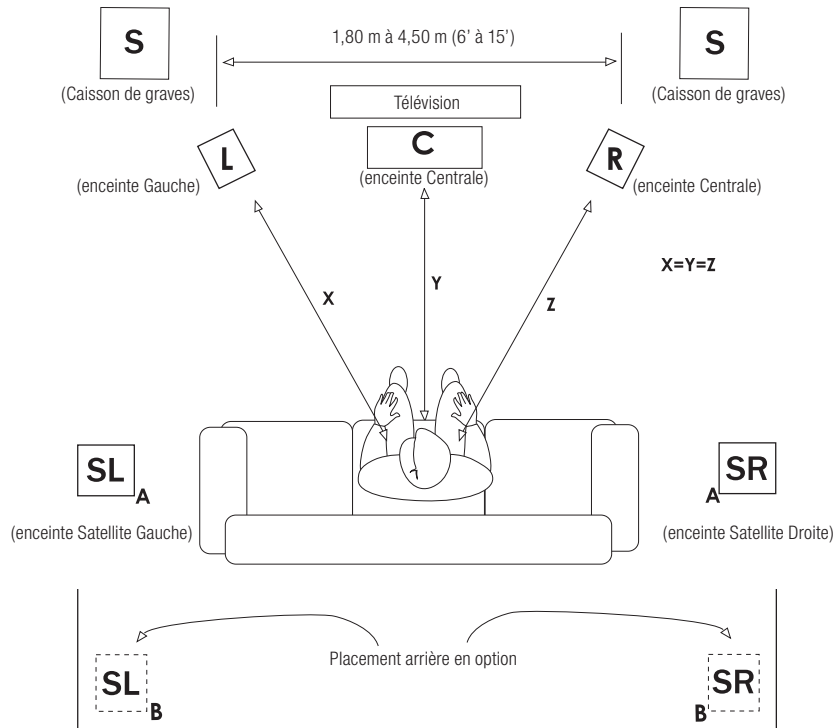 S
1,80 m à 4,50 m (6' à 15')
S
(Caisson de graves)
Télévision
(Caisson de graves)
L
C
R
(enceinte Gauche)
(enceinte Centrale)
(enceinte Centrale)
X=Y=Z
X
Y
Z
SL
A
A
SR
(enceinte Satellite Gauche)
(enceinte Satellite Droite)
Placement arrière en option
SL
B
B
SR